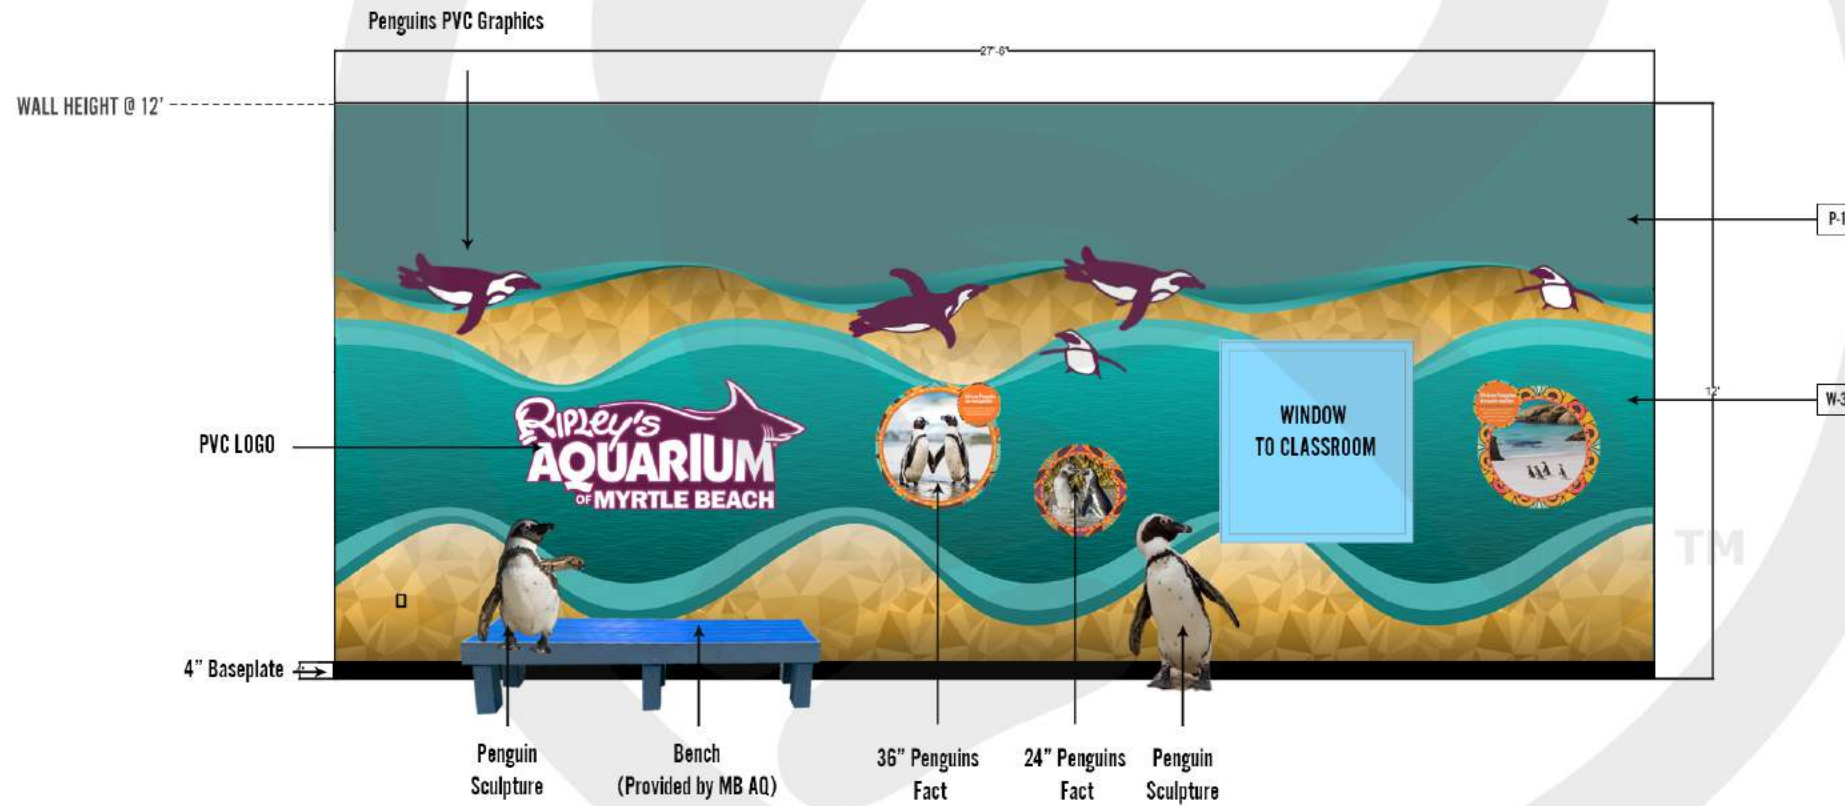 Penguins PVC Graphics
27'-6"
WALL HEIGHT @ 12'
P-1
12'
W-3
PVC LOGO
RIPLEY'S
AQUARIUM
OF MYRTLE BEACH
WINDOW
TO CLASSROOM
TM
4" Baseplate
Penguin
Sculpture
Bench
(Provided by MB AQ)
36" Penguins
Fact
24" Penguins
Fact
Penguin
Sculpture